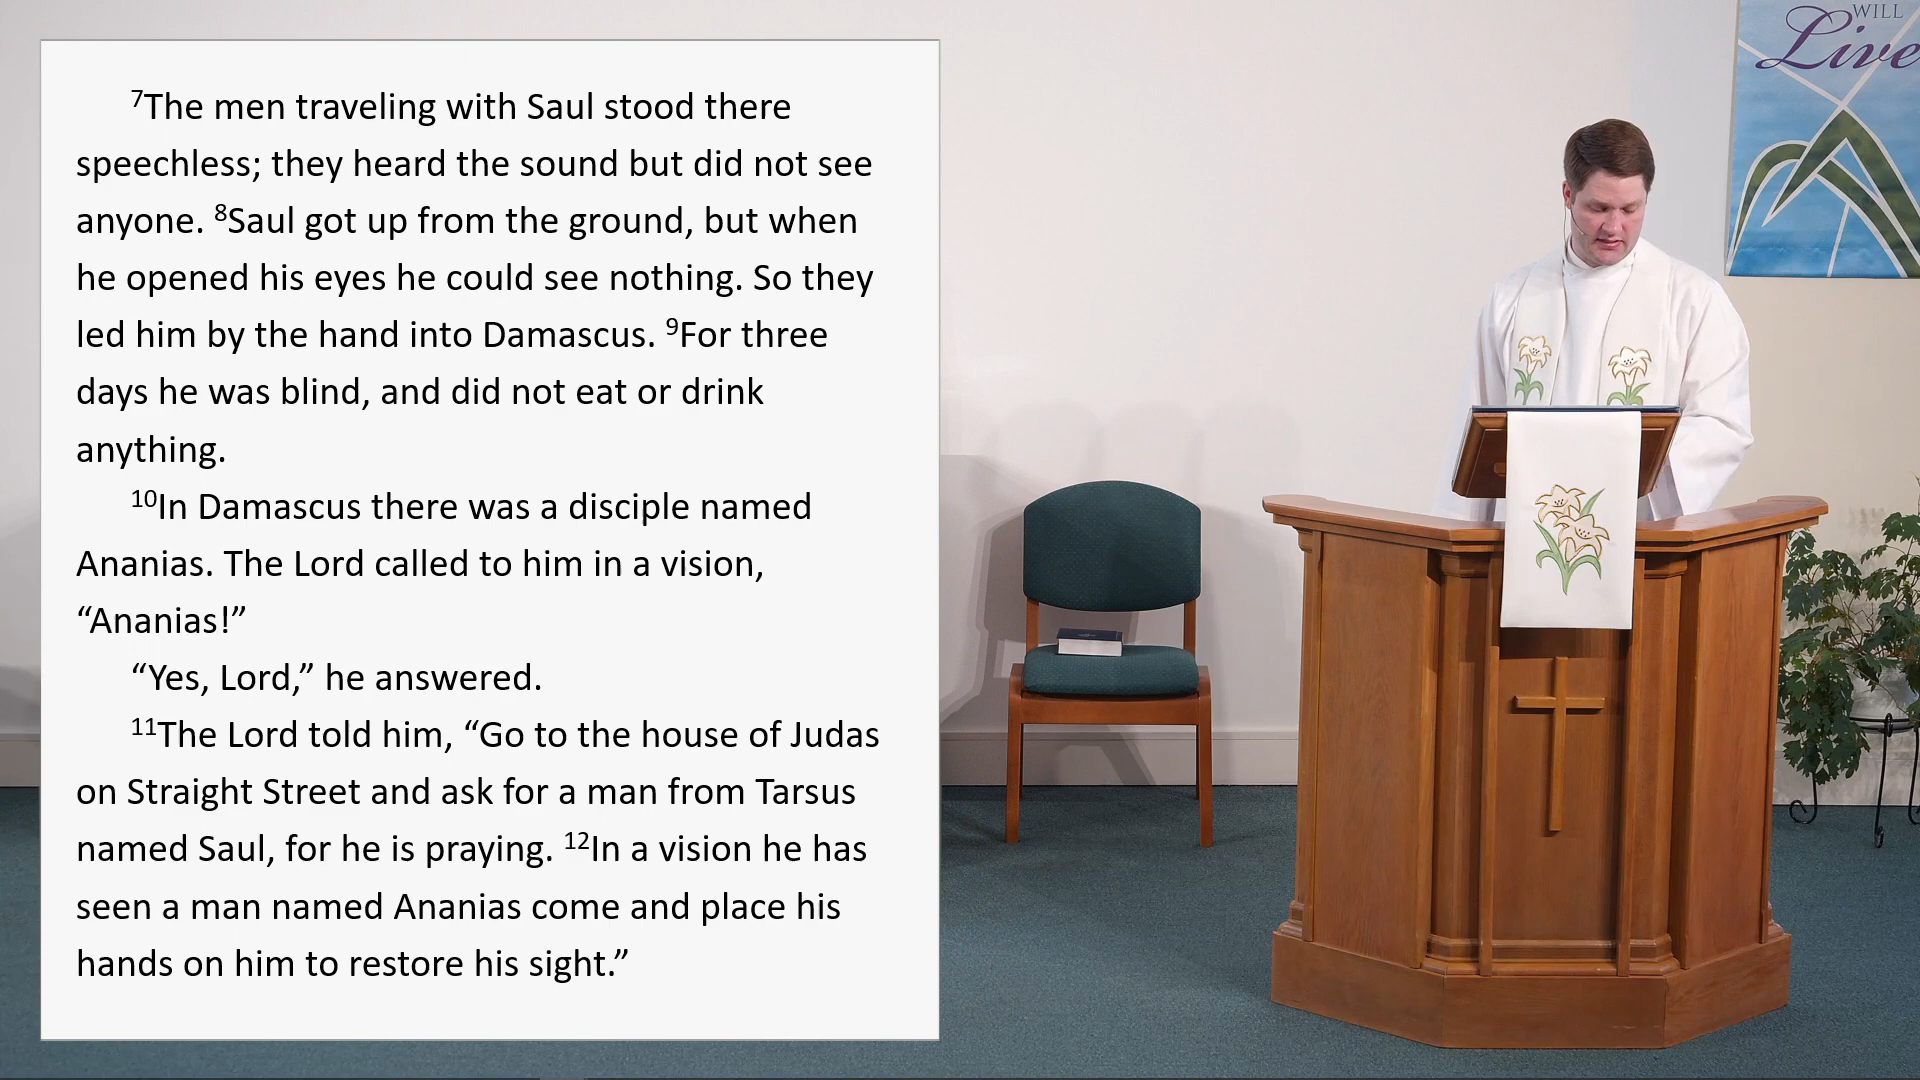 ⁷The men traveling with Saul stood there
speechless; they heard the sound but did not see
anyone. ⁸Saul got up from the ground, but when
he opened his eyes he could see nothing. So they
led him by the hand into Damascus. ⁹For three
days he was blind, and did not eat or drink
anything.
¹⁰In Damascus there was a disciple named
Ananias. The Lord called to him in a vision,
“Ananias!”
“Yes, Lord,” he answered.
¹¹The Lord told him, “Go to the house of Judas
on Straight Street and ask for a man from Tarsus
named Saul, for he is praying. ¹²In a vision he has
seen a man named Ananias come and place his
hands on him to restore his sight.”
WILL
Live